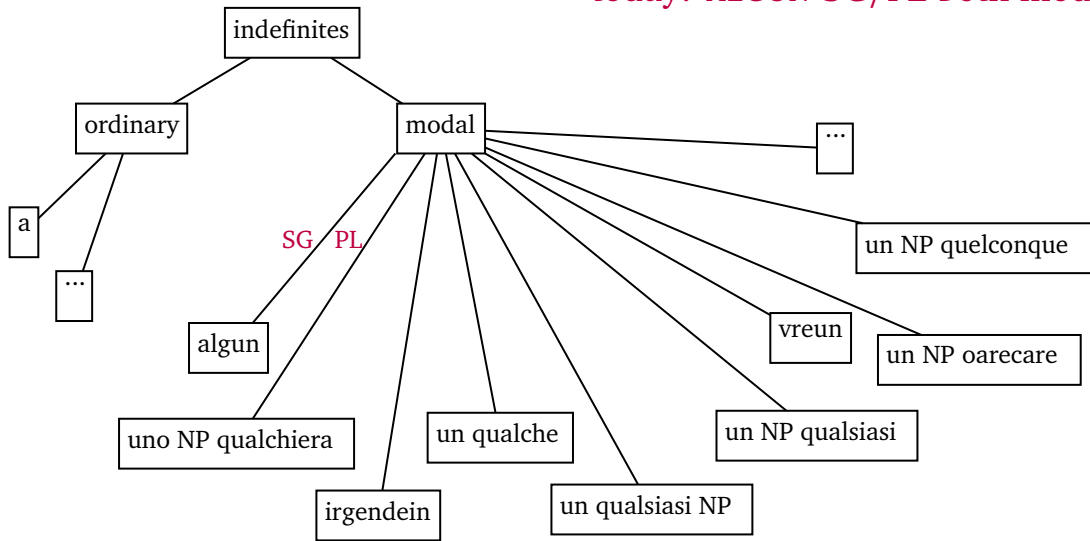 indefinites
ordinary
modal
...
a
SG
PL
un NP quelconque
...
algun
vreun
un NP oarecare
uno NP qualchiera
un qualche
un NP qualsiasi
irgendein
un qualsiasi NP